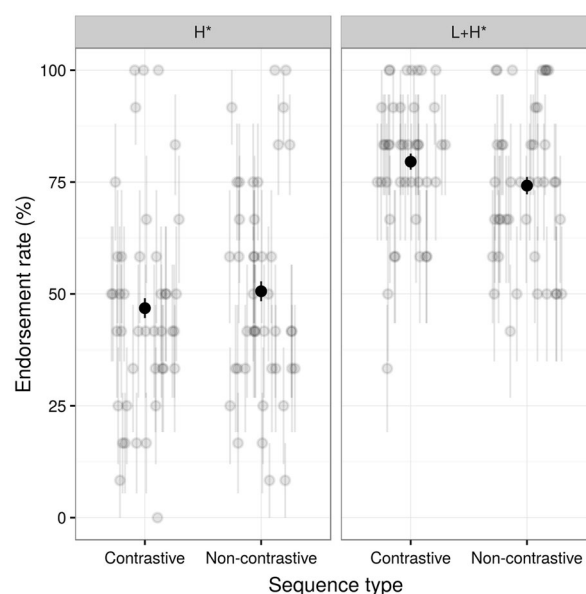 H* L+H*
Endorsement rate (%)
100
75
50
25
0
Contrastive Non-contrastive Contrastive Non-contrastive
Sequence type